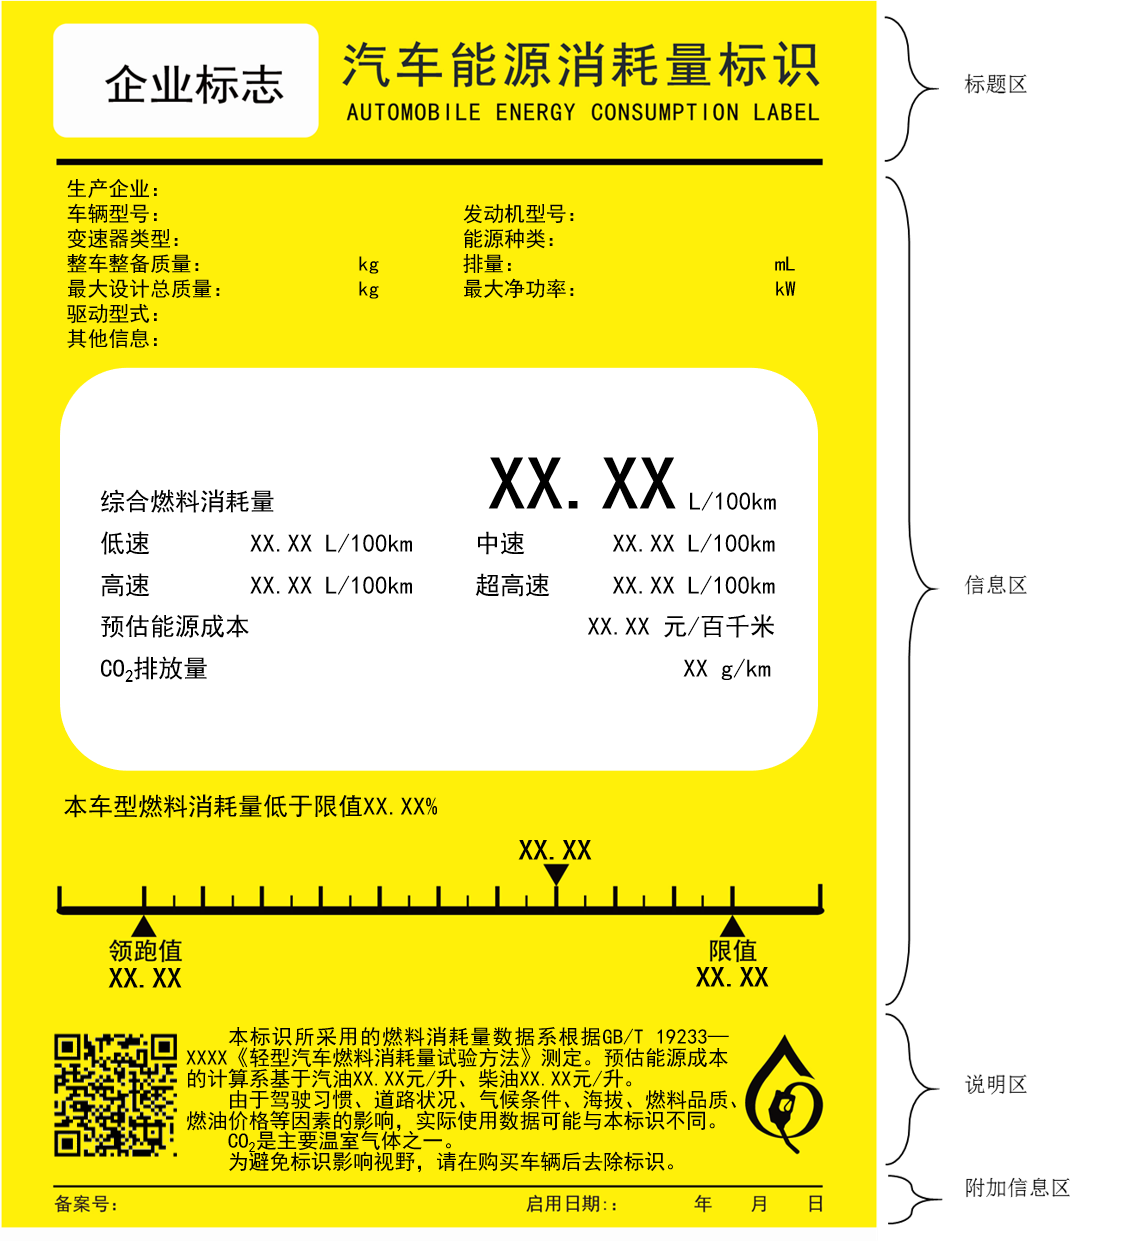 企业标志
汽车能源消耗量标识
AUTOMOBILE ENERGY CONSUMPTION LABEL
标题区
生产企业：
车辆型号： 发动机型号：
变速器类型： 能源种类：
整车整备质量： kg 排量： mL
最大设计总质量： kg 最大净功率： kW
驱动型式：
其他信息：
综合燃料消耗量 XX.XX L/100km
低速 XX.XX L/100km 中速 XX.XX L/100km
高速 XX.XX L/100km 超高速 XX.XX L/100km
预估能源成本 XX.XX 元/百千米
CO₂排放量 XX g/km
信息区
本车型燃料消耗量低于限值XX.XX%
XX.XX
领跑值 限值
XX.XX XX.XX
本标识所采用的燃料消耗量数据系根据GB/T 19233—
XXXX《轻型汽车燃料消耗量试验方法》测定。预估能源成本
的计算系基于汽油XX.XX元/升、柴油XX.XX元/升。
由于驾驶习惯、道路状况、气候条件、海拔、燃料品质、
燃油价格等因素的影响，实际使用数据可能与本标识不同。
CO₂是主要温室气体之一。
为避免标识影响视野，请在购买车辆后去除标识。
说明区
备案号： 启用日期：： 年 月 日
附加信息区